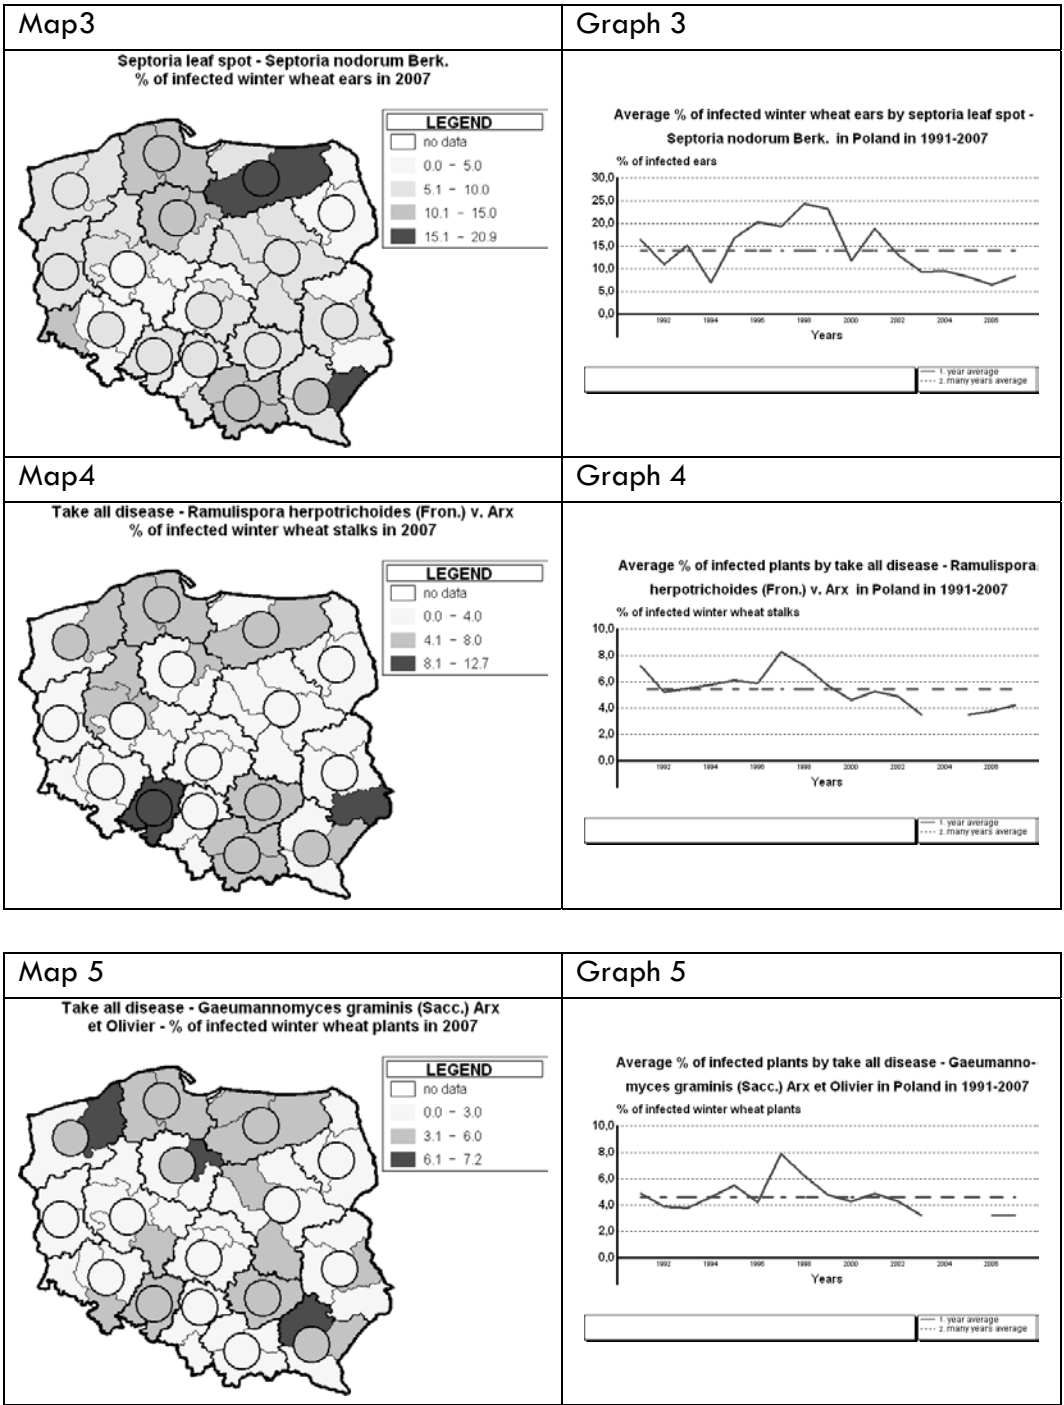 Map3
Graph 3
Septoria leaf spot - Septoria nodorum Berk.
% of infected winter wheat ears in 2007
LEGEND
no data
0.0 - 5.0
5.1 - 10.0
10.1 - 15.0
15.1 - 20.9
Average % of infected winter wheat ears by septoria leaf spot -
Septoria nodorum Berk. in Poland in 1991-2007
% of infected ears
30,0
25,0
20,0
15,0
10,0
5,0
0,0
1992 1994 1996 1998 2000 2002 2004 2006
Years
1. year average
2. many years average
Map4
Graph 4
Take all disease - Ramulispora herpotrichoides (Fron.) v. Arx
% of infected winter wheat stalks in 2007
LEGEND
no data
0.0 - 4.0
4.1 - 8.0
8.1 - 12.7
Average % of infected plants by take all disease - Ramulispora
herpotrichoides (Fron.) v. Arx in Poland in 1991-2007
% of infected winter wheat stalks
10,0
8,0
6,0
4,0
2,0
0,0
1992 1994 1996 1998 2000 2002 2004 2006
Years
1. year average
2. many years average
Map 5
Graph 5
Take all disease - Gaeumannomyces graminis (Sacc.) Arx
et Olivier - % of infected winter wheat plants in 2007
LEGEND
no data
0.0 - 3.0
3.1 - 6.0
6.1 - 7.2
Average % of infected plants by take all disease - Gaeumanno-
myces graminis (Sacc.) Arx et Olivier in Poland in 1991-2007
% of infected winter wheat plants
10,0
8,0
6,0
4,0
2,0
0,0
1992 1994 1996 1998 2000 2002 2004 2006
Years
1. year average
2. many years average